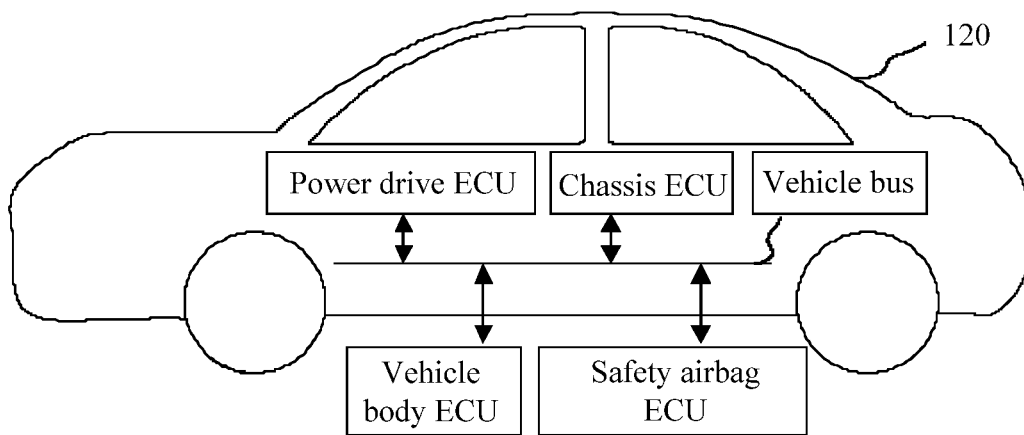 120
Power drive ECU
Chassis ECU
Vehicle bus
Vehicle
body ECU
Safety airbag
ECU